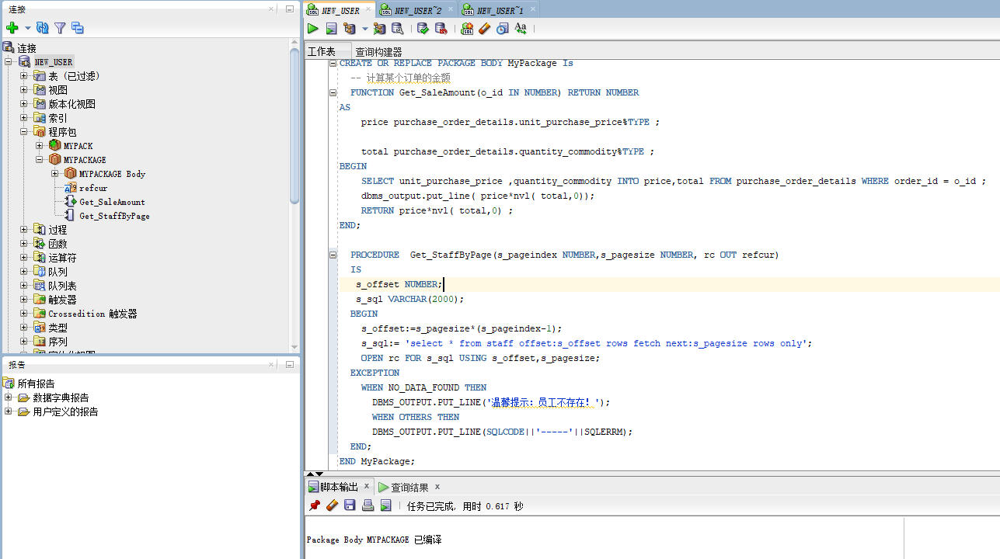 连接
连接
NEW_USER
表 (已过滤)
视图
版本化视图
索引
程序包
MYPACK
MYPACKAGE
MYPACKAGE Body
refcur
Get_SaleAmount
Get_StaffByPage
过程
函数
运算符
队列
队列表
触发器
Crossedition 触发器
类型
序列
报告
所有报告
数据字典报告
用户定义的报告
NEW_USER
NEW_USER~2
NEW_USER~1
工作表
查询构建器
CREATE OR REPLACE PACKAGE BODY MyPackage Is
-- 计算某个订单的金额
FUNCTION Get_SaleAmount(o_id IN NUMBER) RETURN NUMBER
AS
price purchase_order_details.unit_purchase_price%TYPE ;
total purchase_order_details.quantity_commodity%TYPE ;
BEGIN
SELECT unit_purchase_price ,quantity_commodity INTO price,total FROM purchase_order_details WHERE order_id = o_id ;
dbms_output.put_line( price*nvl( total,0));
RETURN price*nvl( total,0) ;
END;
PROCEDURE  Get_StaffByPage(s_pageindex NUMBER,s_pagesize NUMBER, rc OUT refcur)
IS
s_offset NUMBER;
s_sql VARCHAR(2000);
BEGIN
s_offset:=s_pagesize*(s_pageindex-1);
s_sql:= 'select * from staff offset:s_offset rows fetch next:s_pagesize rows only';
OPEN rc FOR s_sql USING s_offset,s_pagesize;
EXCEPTION
WHEN NO_DATA_FOUND THEN
DBMS_OUTPUT.PUT_LINE('温馨提示：员工不存在！');
WHEN OTHERS THEN
DBMS_OUTPUT.PUT_LINE(SQLCODE||'-----'||SQLERRM);
END;
END MyPackage;
脚本输出
查询结果
任务已完成, 用时 0.617 秒
Package Body MYPACKAGE 已编译